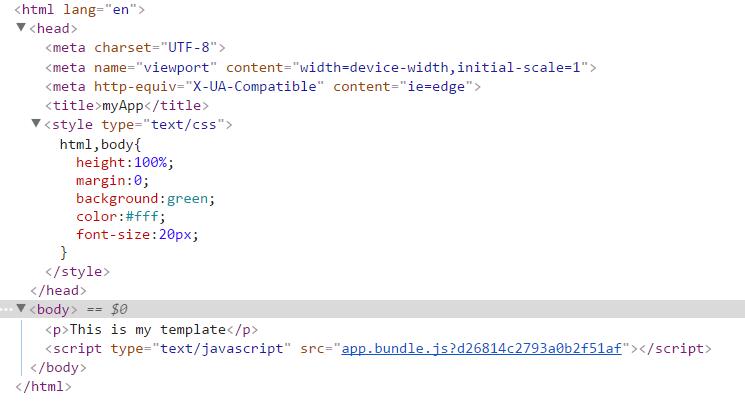 <html lang="en">
▼<head>
<meta charset="UTF-8">
<meta name="viewport" content="width=device-width,initial-scale=1">
<meta http-equiv="X-UA-Compatible" content="ie=edge">
<title>myApp</title>
▼<style type="text/css">
html,body{
height:100%;
margin:0;
background:green;
color:#fff;
font-size:20px;
}
</style>
</head>
…▼<body> == $0
<p>This is my template</p>
<script type="text/javascript" src="app.bundle.js?d26814c2793a0b2f51af"></script>
</body>
</html>